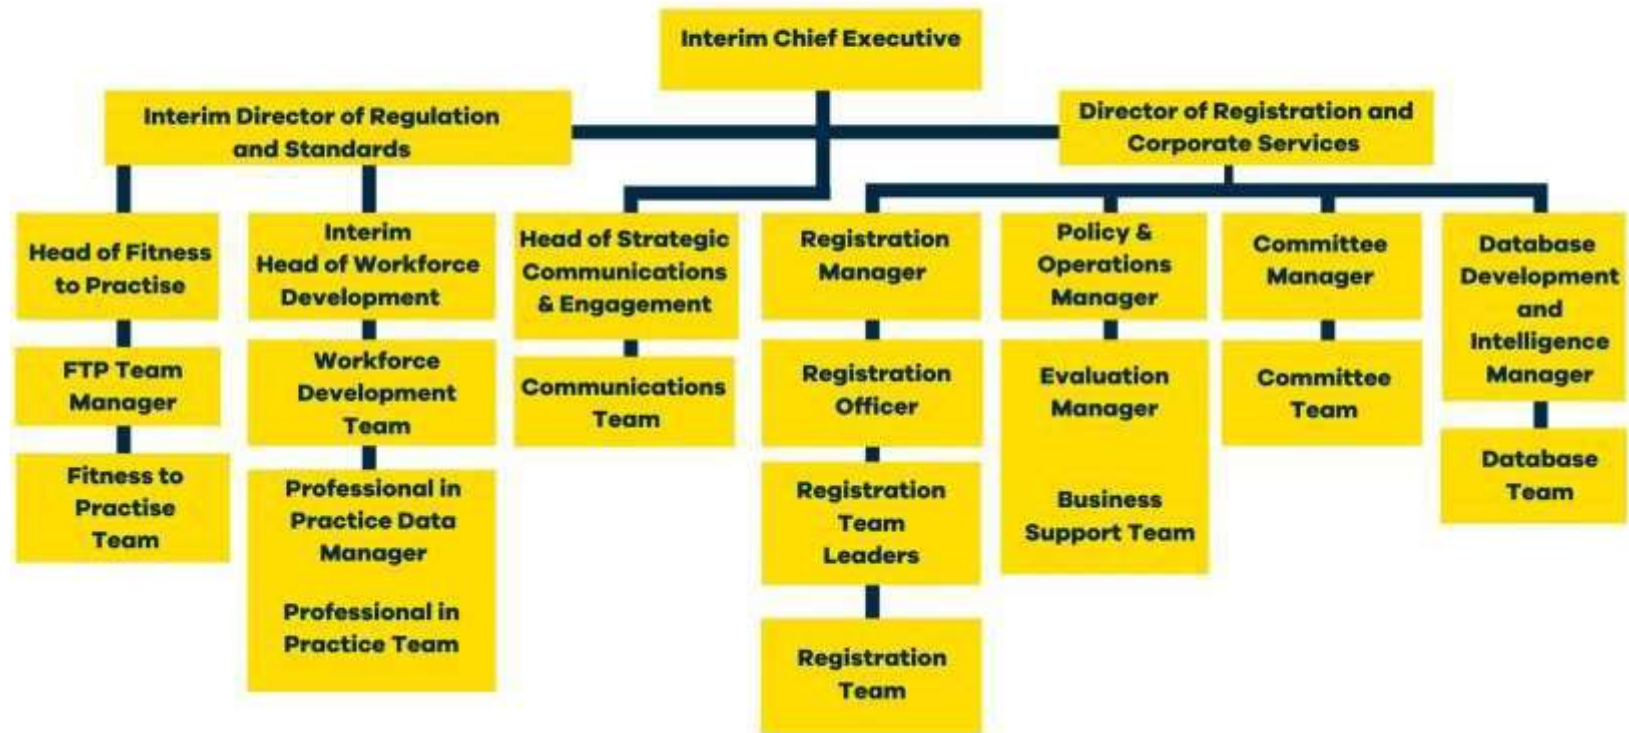 Interim Chief Executive
Interim Director of Regulation
and Standards
Director of Registration and
Corporate Services
Head of Fitness
to Practise
Interim
Head of Workforce
Development
Head of Strategic
Communications
& Engagement
Registration
Manager
Policy &
Operations
Manager
Committee
Manager
Database
Development
and
Intelligence
Manager
FTP Team
Manager
Workforce
Development
Team
Communications
Team
Registration
Officer
Evaluation
Manager
Business
Support Team
Committee
Team
Database
Team
Fitness to
Practise
Team
Professional in
Practice Data
Manager
Professional in
Practice Team
Registration
Team
Leaders
Registration
Team